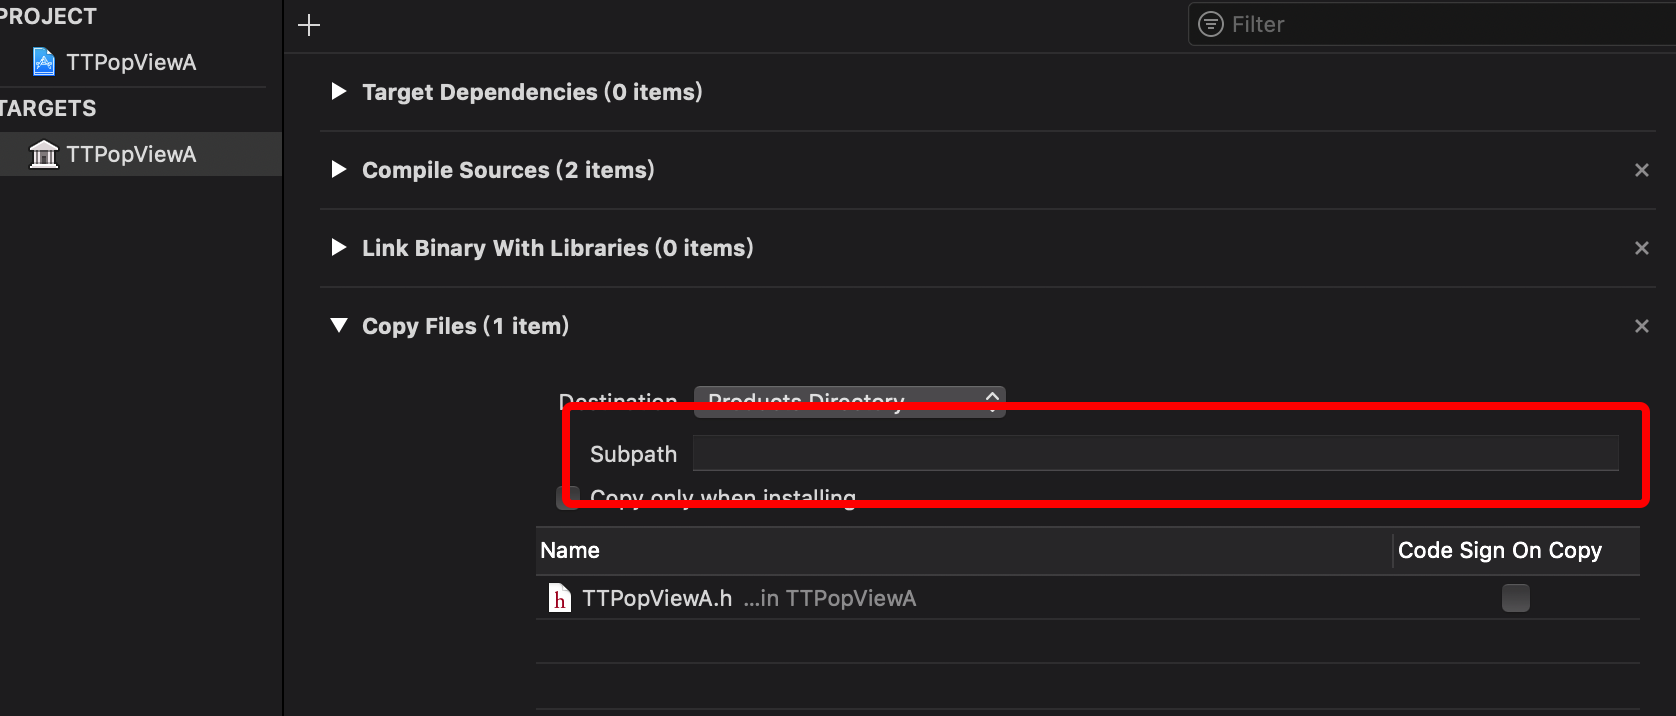 PROJECT
TTPopViewA
TARGETS
TTPopViewA
Filter
Target Dependencies (0 items)
Compile Sources (2 items)
Link Binary With Libraries (0 items)
Copy Files (1 item)
Destination Products Directory
Subpath
Copy only when installing
Name Code Sign On Copy
h TTPopViewA.h ...in TTPopViewA